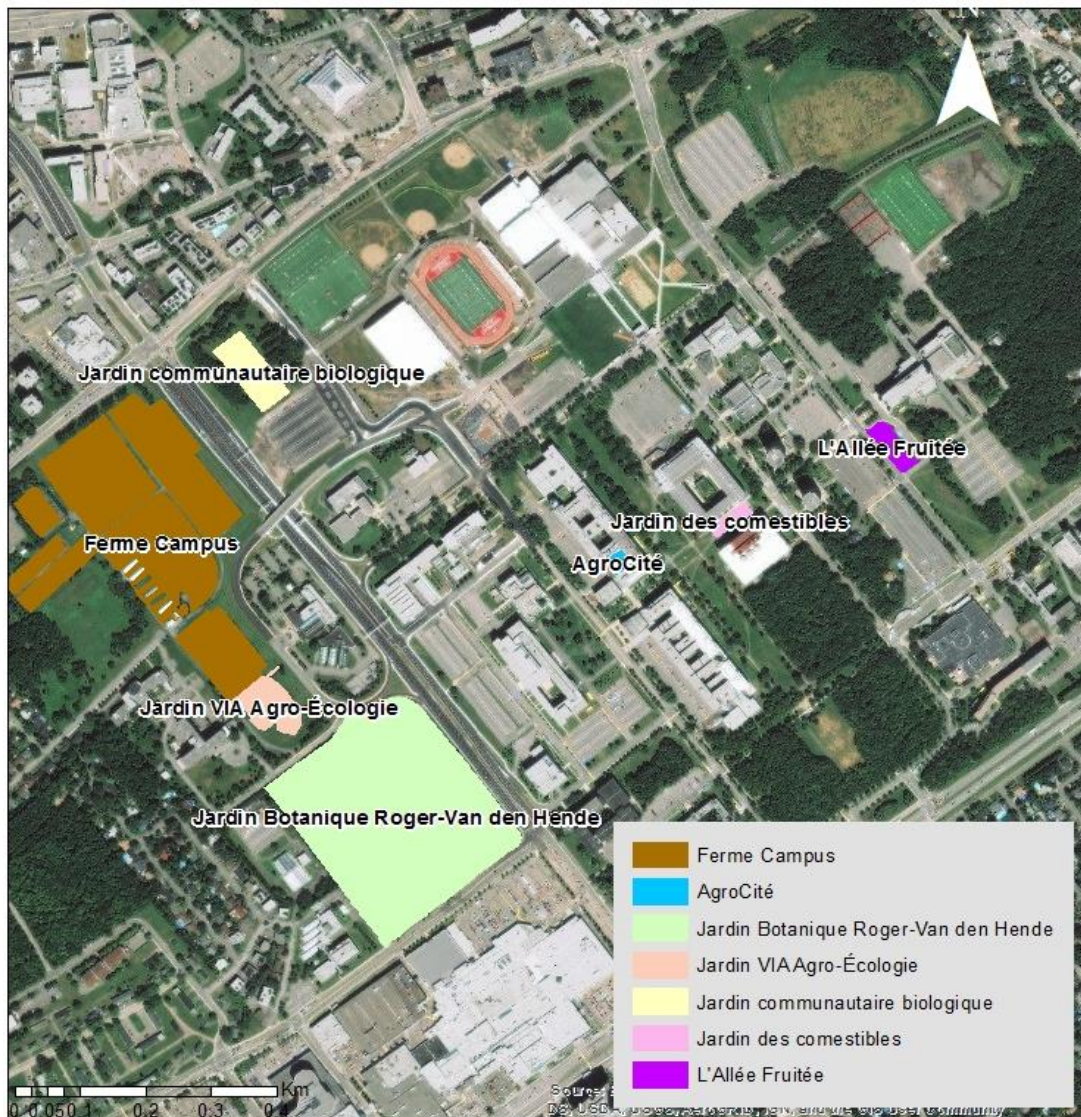 N
Jardin communautaire biologique
L'Allée Fruitée
Jardin des comestibles
Ferme Campus
AgroCité
Jardin VIA Agro-Écologie
Jardin Botanique Roger-Van den Hende
Ferme Campus
AgroCité
Jardin Botanique Roger-Van den Hende
Jardin VIA Agro-Écologie
Jardin communautaire biologique
Jardin des comestibles
L'Allée Fruitée
Km
0 0.05 0.1 0.2 0.3 0.4